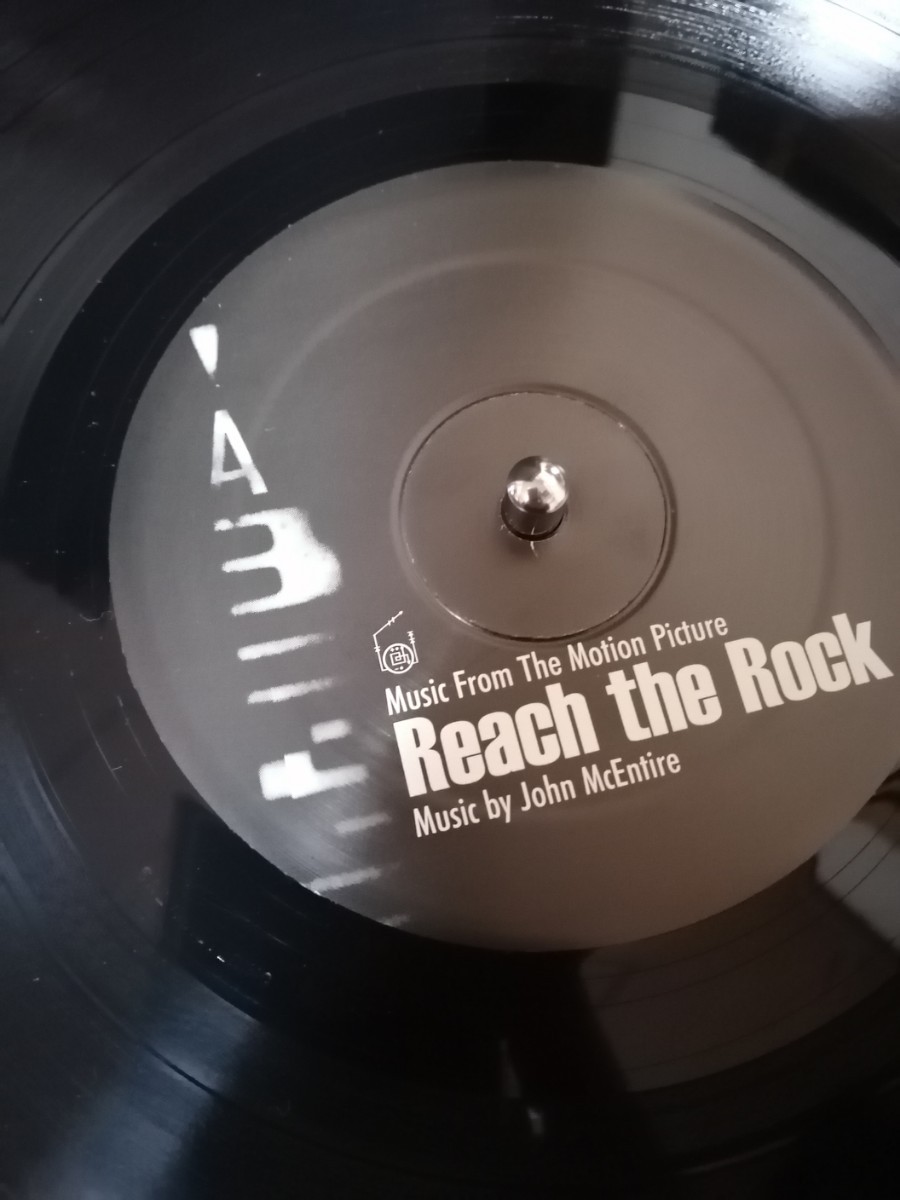 A
Music From The Motion Picture
Reach the Rock
Music by John McEntire